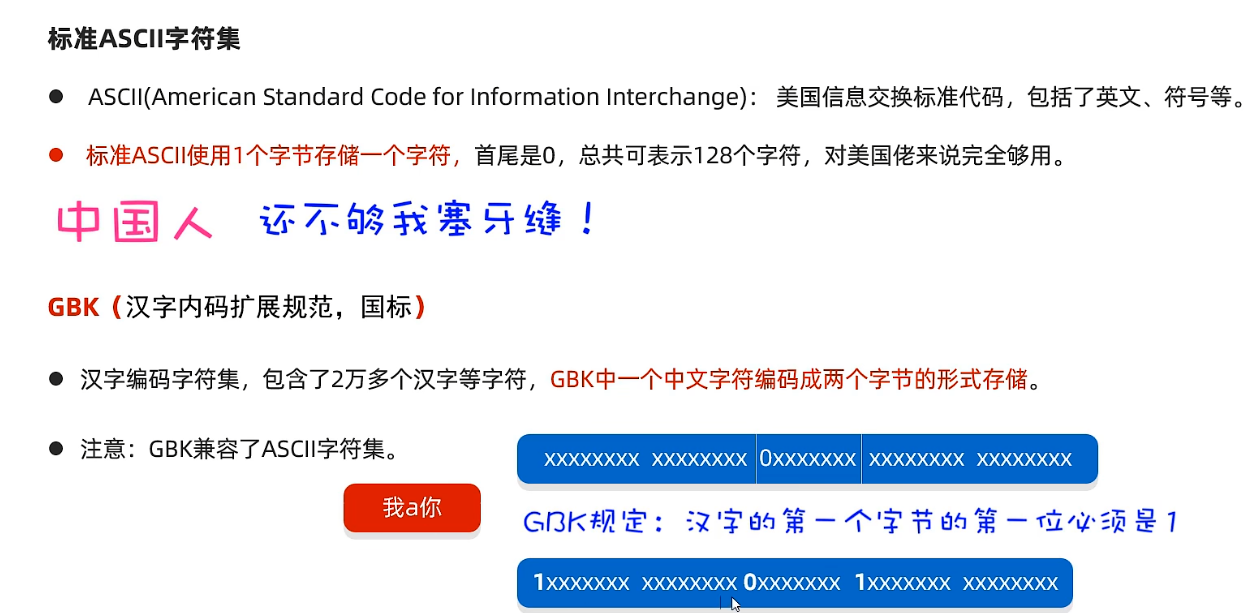 标准ASCII字符集
● ASCII(American Standard Code for Information Interchange)： 美国信息交换标准代码，包括了英文、符号等。
● 标准ASCII使用1个字节存储一个字符，首尾是0，总共可表示128个字符，对美国佬来说完全够用。
中国人 还不够我塞牙缝！
GBK（汉字内码扩展规范，国标）
● 汉字编码字符集，包含了2万多个汉字等字符，GBK中一个中文字符编码成两个字节的形式存储。
● 注意：GBK兼容了ASCII字符集。
xxxxxxxx xxxxxxxx 0xxxxxxx xxxxxxxx xxxxxxxx
我a你
GBK规定：汉字的第一个字节的第一位必须是1
1xxxxxxx xxxxxxxx 0xxxxxxx 1xxxxxxx xxxxxxxx